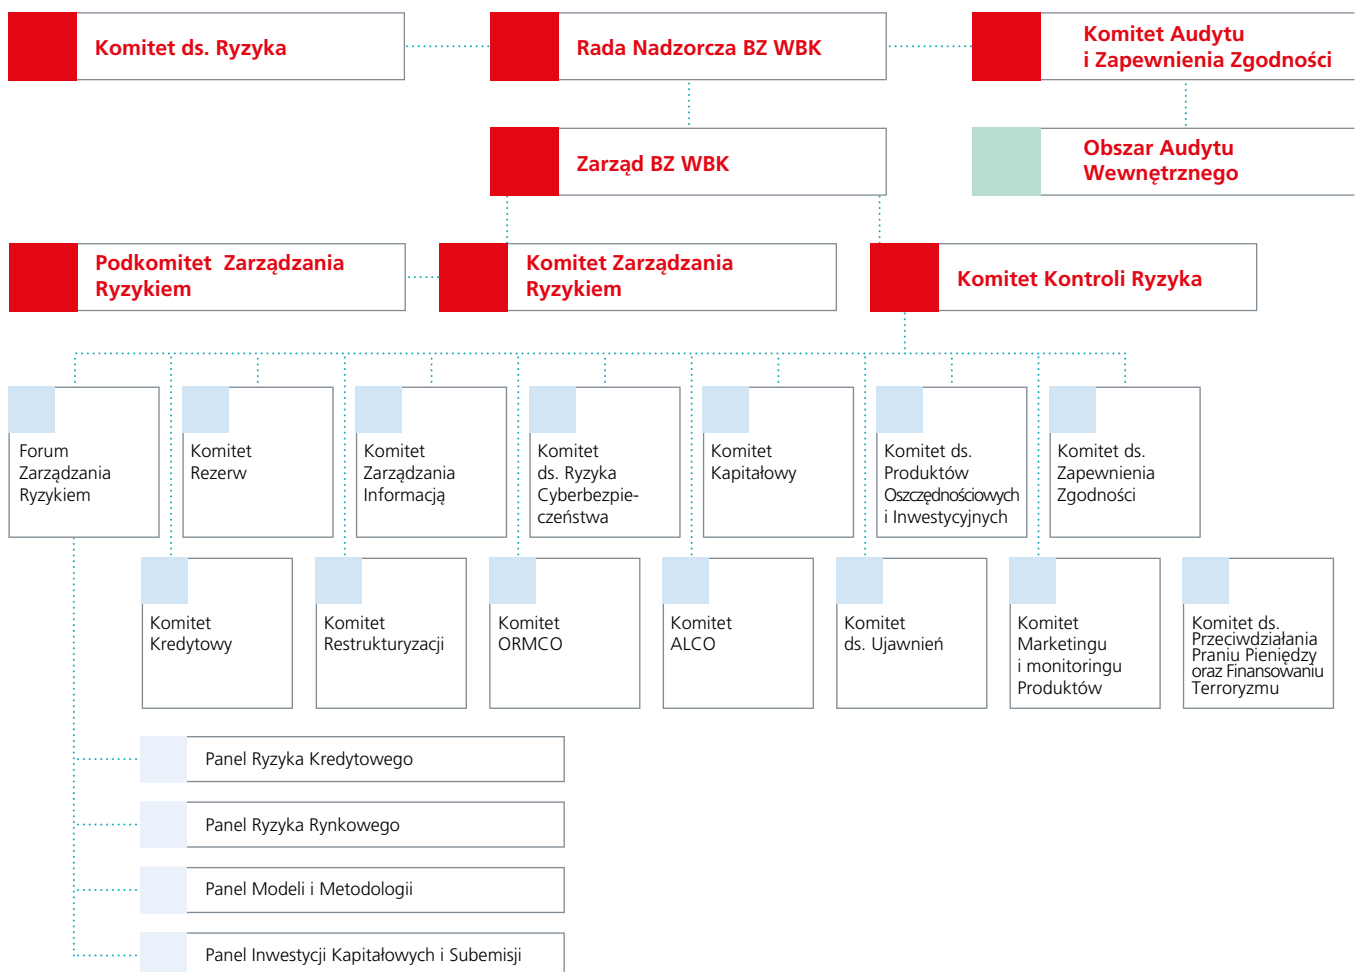 Komitet ds. Ryzyka
Rada Nadzorcza BZ WBK
Komitet Audytu
i Zapewnienia Zgodności
Zarząd BZ WBK
Obszar Audytu
Wewnętrznego
Podkomitet Zarządzania
Ryzykiem
Komitet Zarządzania
Ryzykiem
Komitet Kontroli Ryzyka
Forum
Zarządzania
Ryzykiem
Komitet
Rezerw
Komitet
Zarządzania
Informacją
Komitet
ds. Ryzyka
Cyberbezpie-
czeństwa
Komitet
Kapitałowy
Komitet ds.
Produktów
Oszczędnościowych
i Inwestycyjnych
Komitet ds.
Zapewnienia
Zgodności
Komitet
Kredytowy
Komitet
Restrukturyzacji
Komitet
ORMCO
Komitet
ALCO
Komitet
ds. Ujawnień
Komitet
Marketingu
i monitoringu
Produktów
Komitet ds.
Przeciwdziałania
Praniu Pieniędzy
oraz Finansowaniu
Terroryzmu
Panel Ryzyka Kredytowego
Panel Ryzyka Rynkowego
Panel Modeli i Metodologii
Panel Inwestycji Kapitałowych i Subemisji